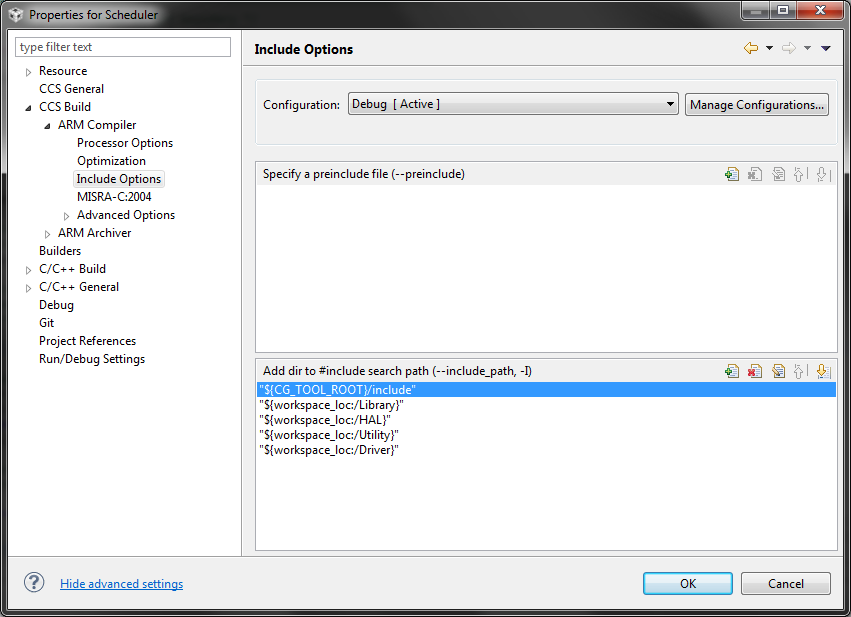 Properties for Scheduler
type filter text
Resource
CCS General
CCS Build
ARM Compiler
Processor Options
Optimization
Include Options
MISRA-C:2004
Advanced Options
ARM Archiver
Builders
C/C++ Build
C/C++ General
Debug
Git
Project References
Run/Debug Settings
Include Options
Configuration: Debug [ Active ] Manage Configurations...
Specify a preinclude file (--preinclude)
Add dir to #include search path (--include_path, -I)
"${CG_TOOL_ROOT}/include"
"${workspace_loc:/Library}"
"${workspace_loc:/HAL}"
"${workspace_loc:/Utility}"
"${workspace_loc:/Driver}"
? Hide advanced settings OK Cancel